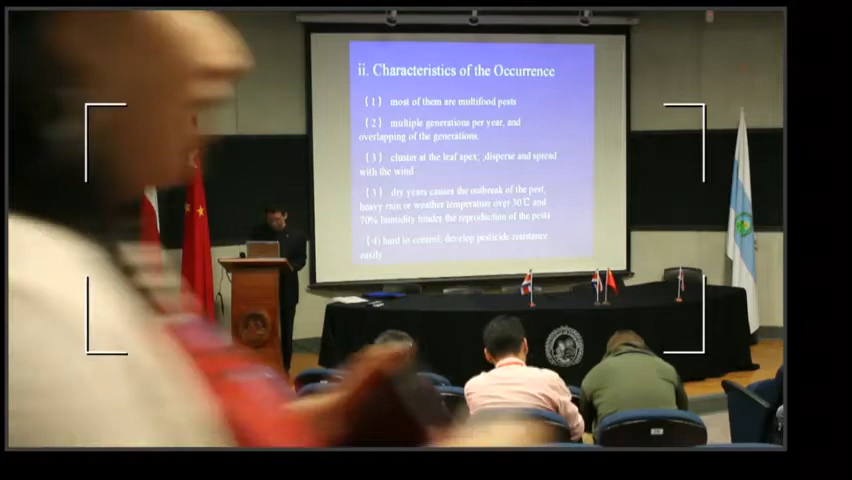 ii. Characteristics of the Occurrence
(1) most of them are multifood pests
(2) multiple generations per year, and
overlapping of the generations.
(3) cluster at the leaf apex; ;disperse and spread
with the wind
(3) dry years causes the outbreak of the pest,
heavy rain or weather temperature over 30℃ and
70% humidity hinder the reproduction of the pests
(4) hard to control, develop pesticide resistance
easily